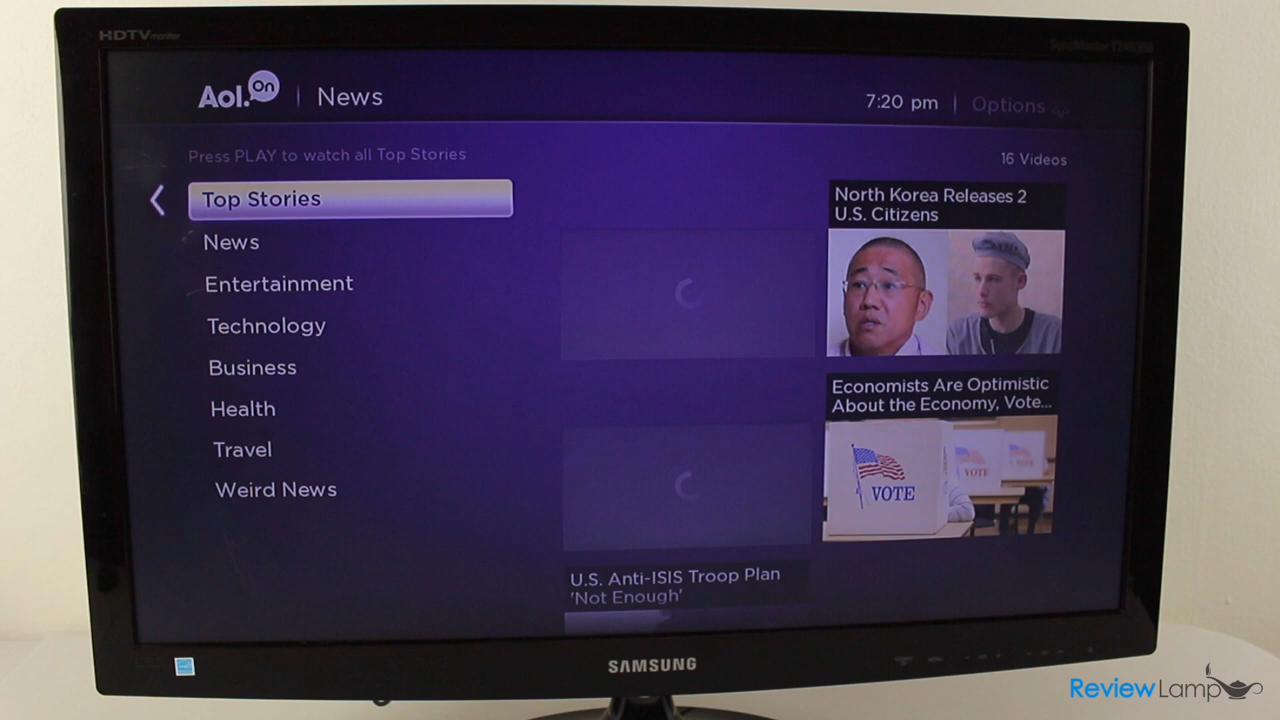 HDTV monitor
SyncMaster
Aol. On
News
7:20 pm
Options
Press PLAY to watch all Top Stories
16 Videos
Top Stories
News
Entertainment
Technology
Business
Health
Travel
Weird News
North Korea Releases 2
U.S. Citizens
Economists Are Optimistic
About the Economy, Vote...
VOTE
VOTE
U.S. Anti-ISIS Troop Plan
'Not Enough'
SAMSUNG
ReviewLamp